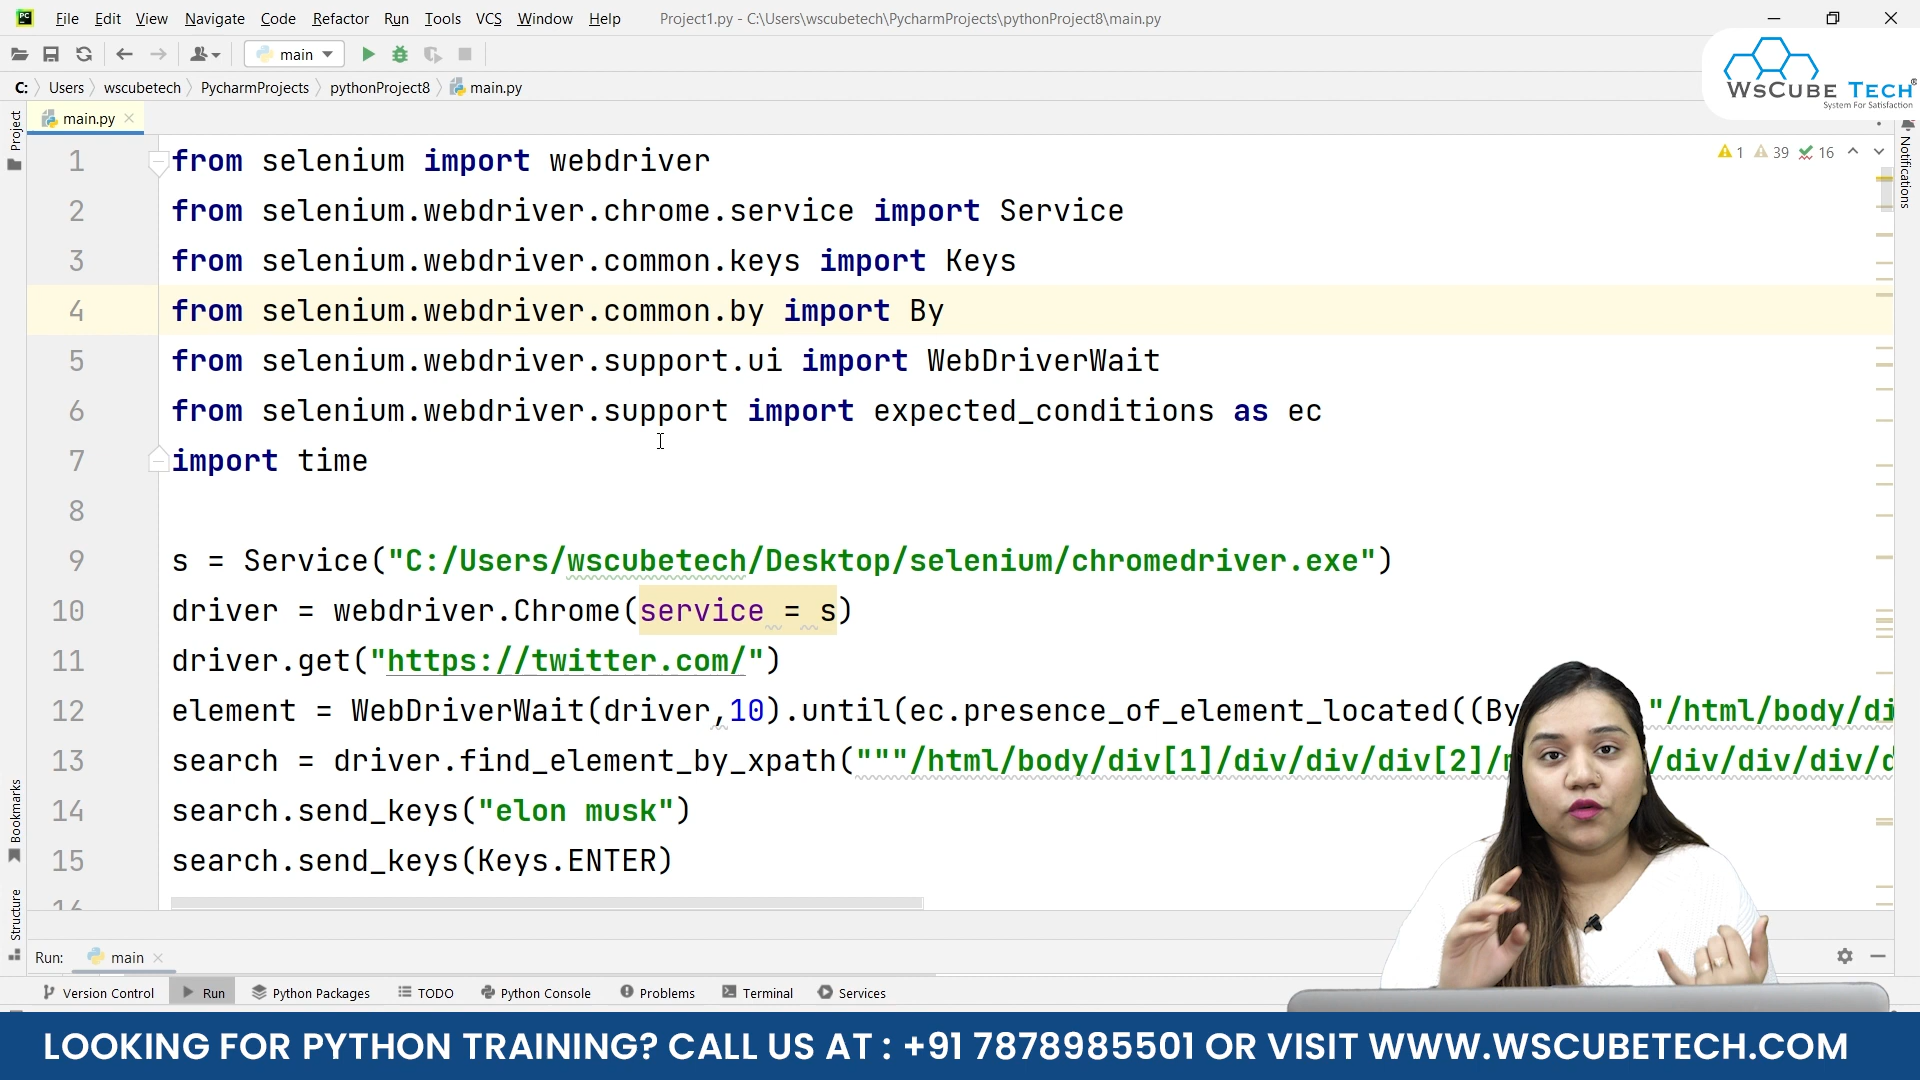 File Edit View Navigate Code Refactor Run Tools VCS Window Help Project1.py - C:\Users\wscubetech\PycharmProjects\pythonProject8\main.py
main
WSCUBE TECH®
System For Satisfaction
C: Users wscubetech PycharmProjects pythonProject8 main.py
main.py
Project
Notifications
1 39 16
1 from selenium import webdriver
2 from selenium.webdriver.chrome.service import Service
3 from selenium.webdriver.common.keys import Keys
4 from selenium.webdriver.common.by import By
5 from selenium.webdriver.support.ui import WebDriverWait
6 from selenium.webdriver.support import expected_conditions as ec
7 import time
8
9 s = Service("C:/Users/wscubetech/Desktop/selenium/chromedriver.exe")
10 driver = webdriver.Chrome(service = s)
11 driver.get("https://twitter.com/")
12 element = WebDriverWait(driver,10).until(ec.presence_of_element_located((By "/html/body/di
13 search = driver.find_element_by_xpath("""/html/body/div[1]/div/div/div[2]/ /div/div/div/d
14 search.send_keys("elon musk")
15 search.send_keys(Keys.ENTER)
16
Bookmarks
Structure
Run: main
Version Control Run Python Packages TODO Python Console Problems Terminal Services
LOOKING FOR PYTHON TRAINING? CALL US AT : +91 7878985501 OR VISIT WWW.WSCUBETECH.COM